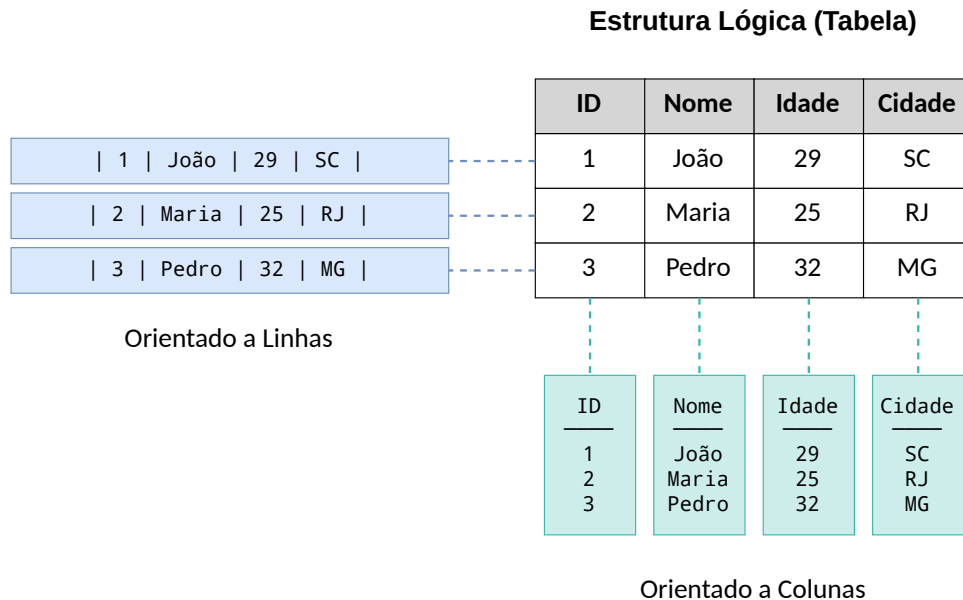 Estrutura Lógica (Tabela)
ID Nome Idade Cidade
| 1 | João | 29 | SC | 1 João 29 SC
| 2 | Maria | 25 | RJ | 2 Maria 25 RJ
| 3 | Pedro | 32 | MG | 3 Pedro 32 MG
Orientado a Linhas
ID Nome Idade Cidade
1 João 29 SC
2 Maria 25 RJ
3 Pedro 32 MG
Orientado a Colunas